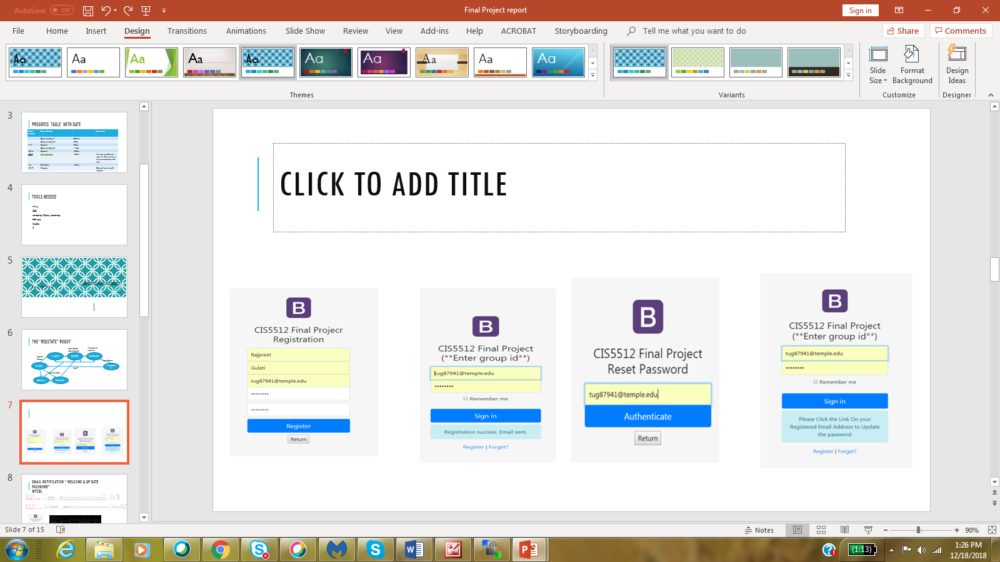 AutoSave Off
Final Project report
Sign in
File Home Insert Design Transitions Animations Slide Show Review View Add-ins Help ACROBAT Storyboarding Tell me what you want to do
Share Comments
Aa Aa Aa Aa Aa Aa Aa Aa Aa Aa
Slide Size
Format Background
Design Ideas
Themes Variants Customize Designer
3
PROGRESS TABLE WITH DATE
4
TOOLS NEEDED
5
6
THE "REGSTATE" ROBOT
7
8
EMAIL NOTIFICATION " WELCOME & UP DATE
PASSWORD"
MYSQL
CLICK TO ADD TITLE
B
CIS5512 Final Projecr
Registration
Rajpreet
Gulati
tug87941@temple.edu
••••••••
••••••••
Register
Return
B
CIS5512 Final Project
(**Enter group id**)
tug87941@temple.edu
••••••••
Remember me
Sign in
Registration success. Email sent.
Register | Forget?
B
CIS5512 Final Project
Reset Password
tug87941@temple.edu
Authenticate
Return
B
CIS5512 Final Project
(**Enter group id**)
tug87941@temple.edu
••••••••
Remember me
Sign in
Please Click the Link On your
Registered Email Address to Update
the password
Register | Forget?
Slide 7 of 15
Notes
90%
(1:13)
1:26 PM
12/18/2018